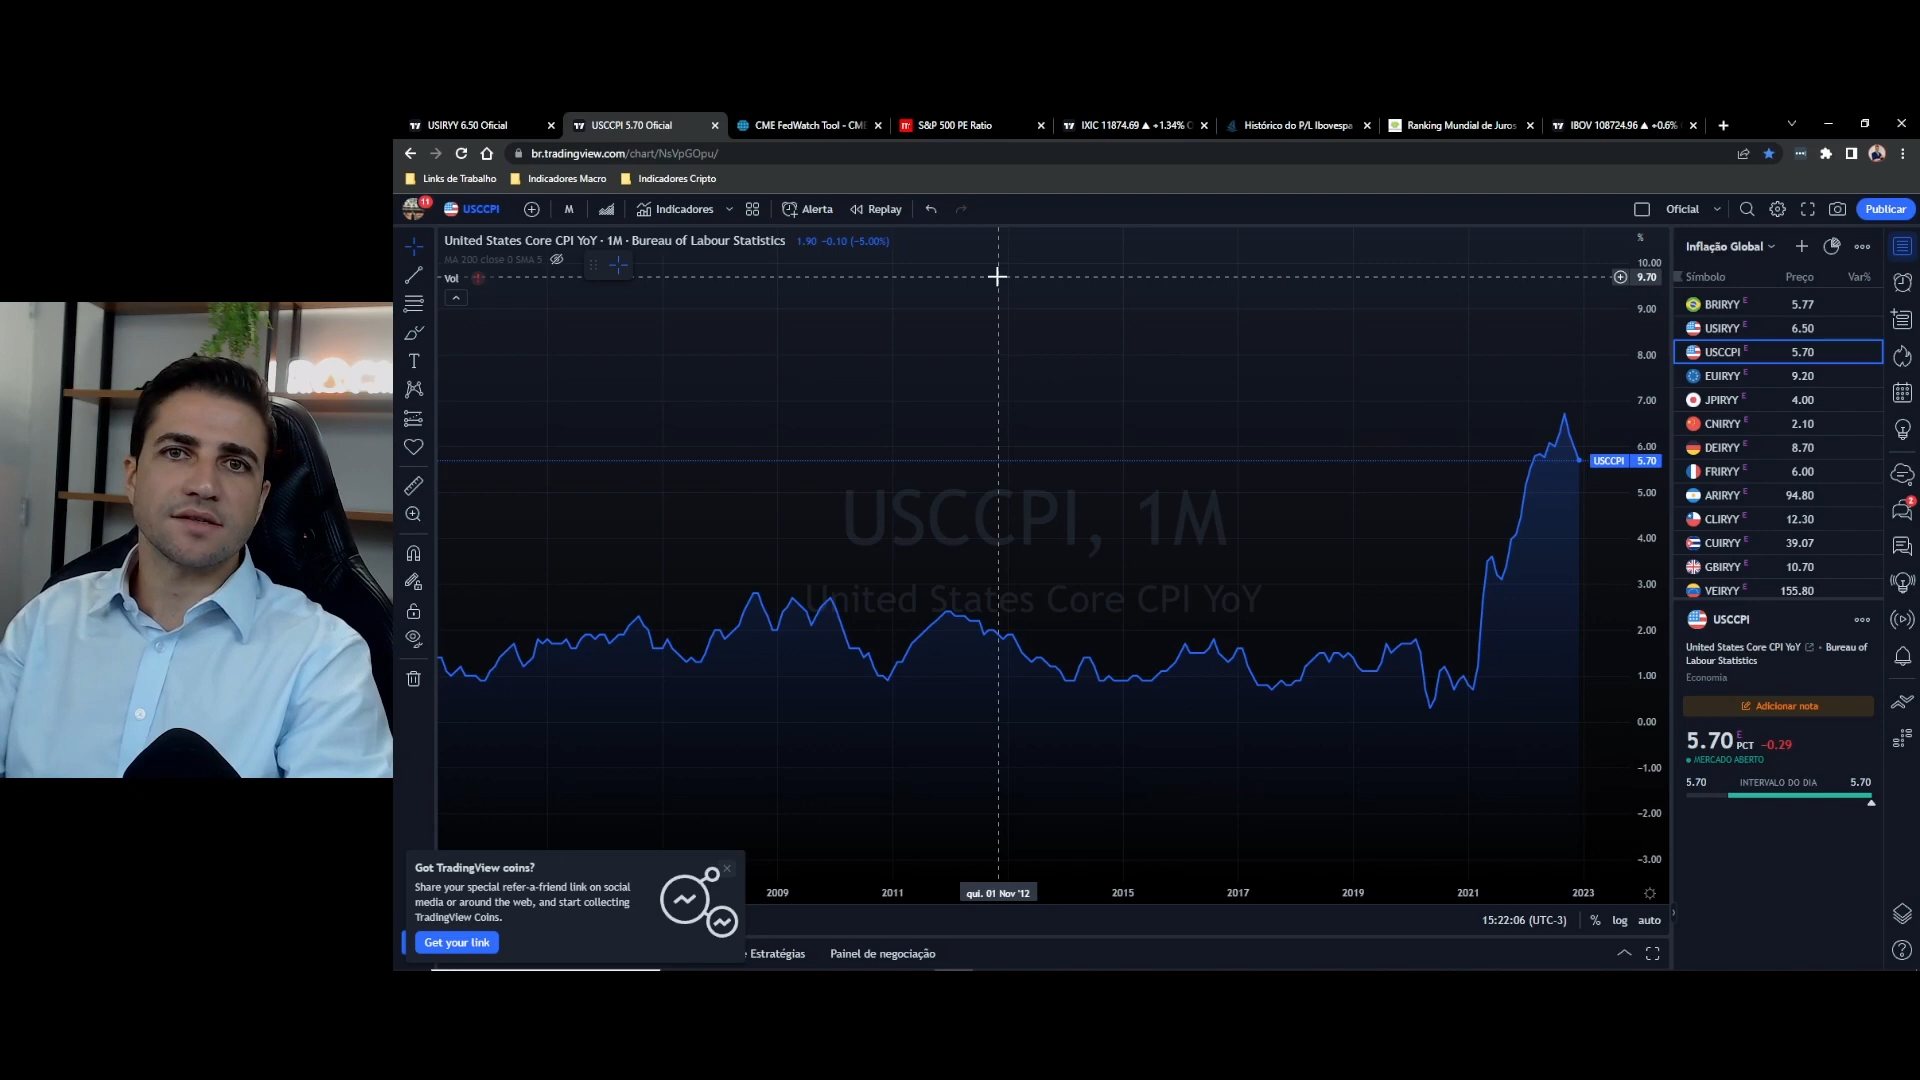 USIRYY 6.50 Oficial
USCCPI 5.70 Oficial
CME FedWatch Tool - CME
S&P 500 PE Ratio
IXIC 11874.69 ▲ +1.34%
Histórico do P/L Ibovespa
Ranking Mundial de Juros
IBOV 108724.96 ▲ +0.6%
br.tradingview.com/chart/NsVpGOpu/
Links de Trabalho
Indicadores Macro
Indicadores Cripto
11
USCCPI
M
Indicadores
Alerta
Replay
Oficial
Publicar
United States Core CPI YoY · 1M · Bureau of Labour Statistics 1.90 −0.10 (−5.00%)
MA 200 close 0 SMA 5
Vol
%
10.00
9.70
9.00
8.00
7.00
6.00
USCCPI 5.70
5.00
4.00
3.00
2.00
1.00
0.00
−1.00
−2.00
−3.00
USCCPI, 1M
United States Core CPI YoY
2009
2011
qui. 01 Nov '12
2015
2017
2019
2021
2023
15:22:06 (UTC-3)
%
log
auto
Got TradingView coins?
Share your special refer-a-friend link on social
media or around the web, and start collecting
TradingView Coins.
Get your link
e Estratégias
Painel de negociação
Inflação Global
Símbolo Preço Var%
BRIRYY E 5.77
USIRYY E 6.50
USCCPI E 5.70
EUIRYY E 9.20
JPIRYY E 4.00
CNIRYY E 2.10
DEIRYY E 8.70
FRIRYY E 6.00
ARIRYY E 94.80
CLIRYY E 12.30
CUIRYY E 39.07
GBIRYY E 10.70
VEIRYY E 155.80
USCCPI
United States Core CPI YoY · Bureau of
Labour Statistics
Economia
Adicionar nota
5.70 E PCT −0.29
MERCADO ABERTO
5.70 INTERVALO DO DIA 5.70
2